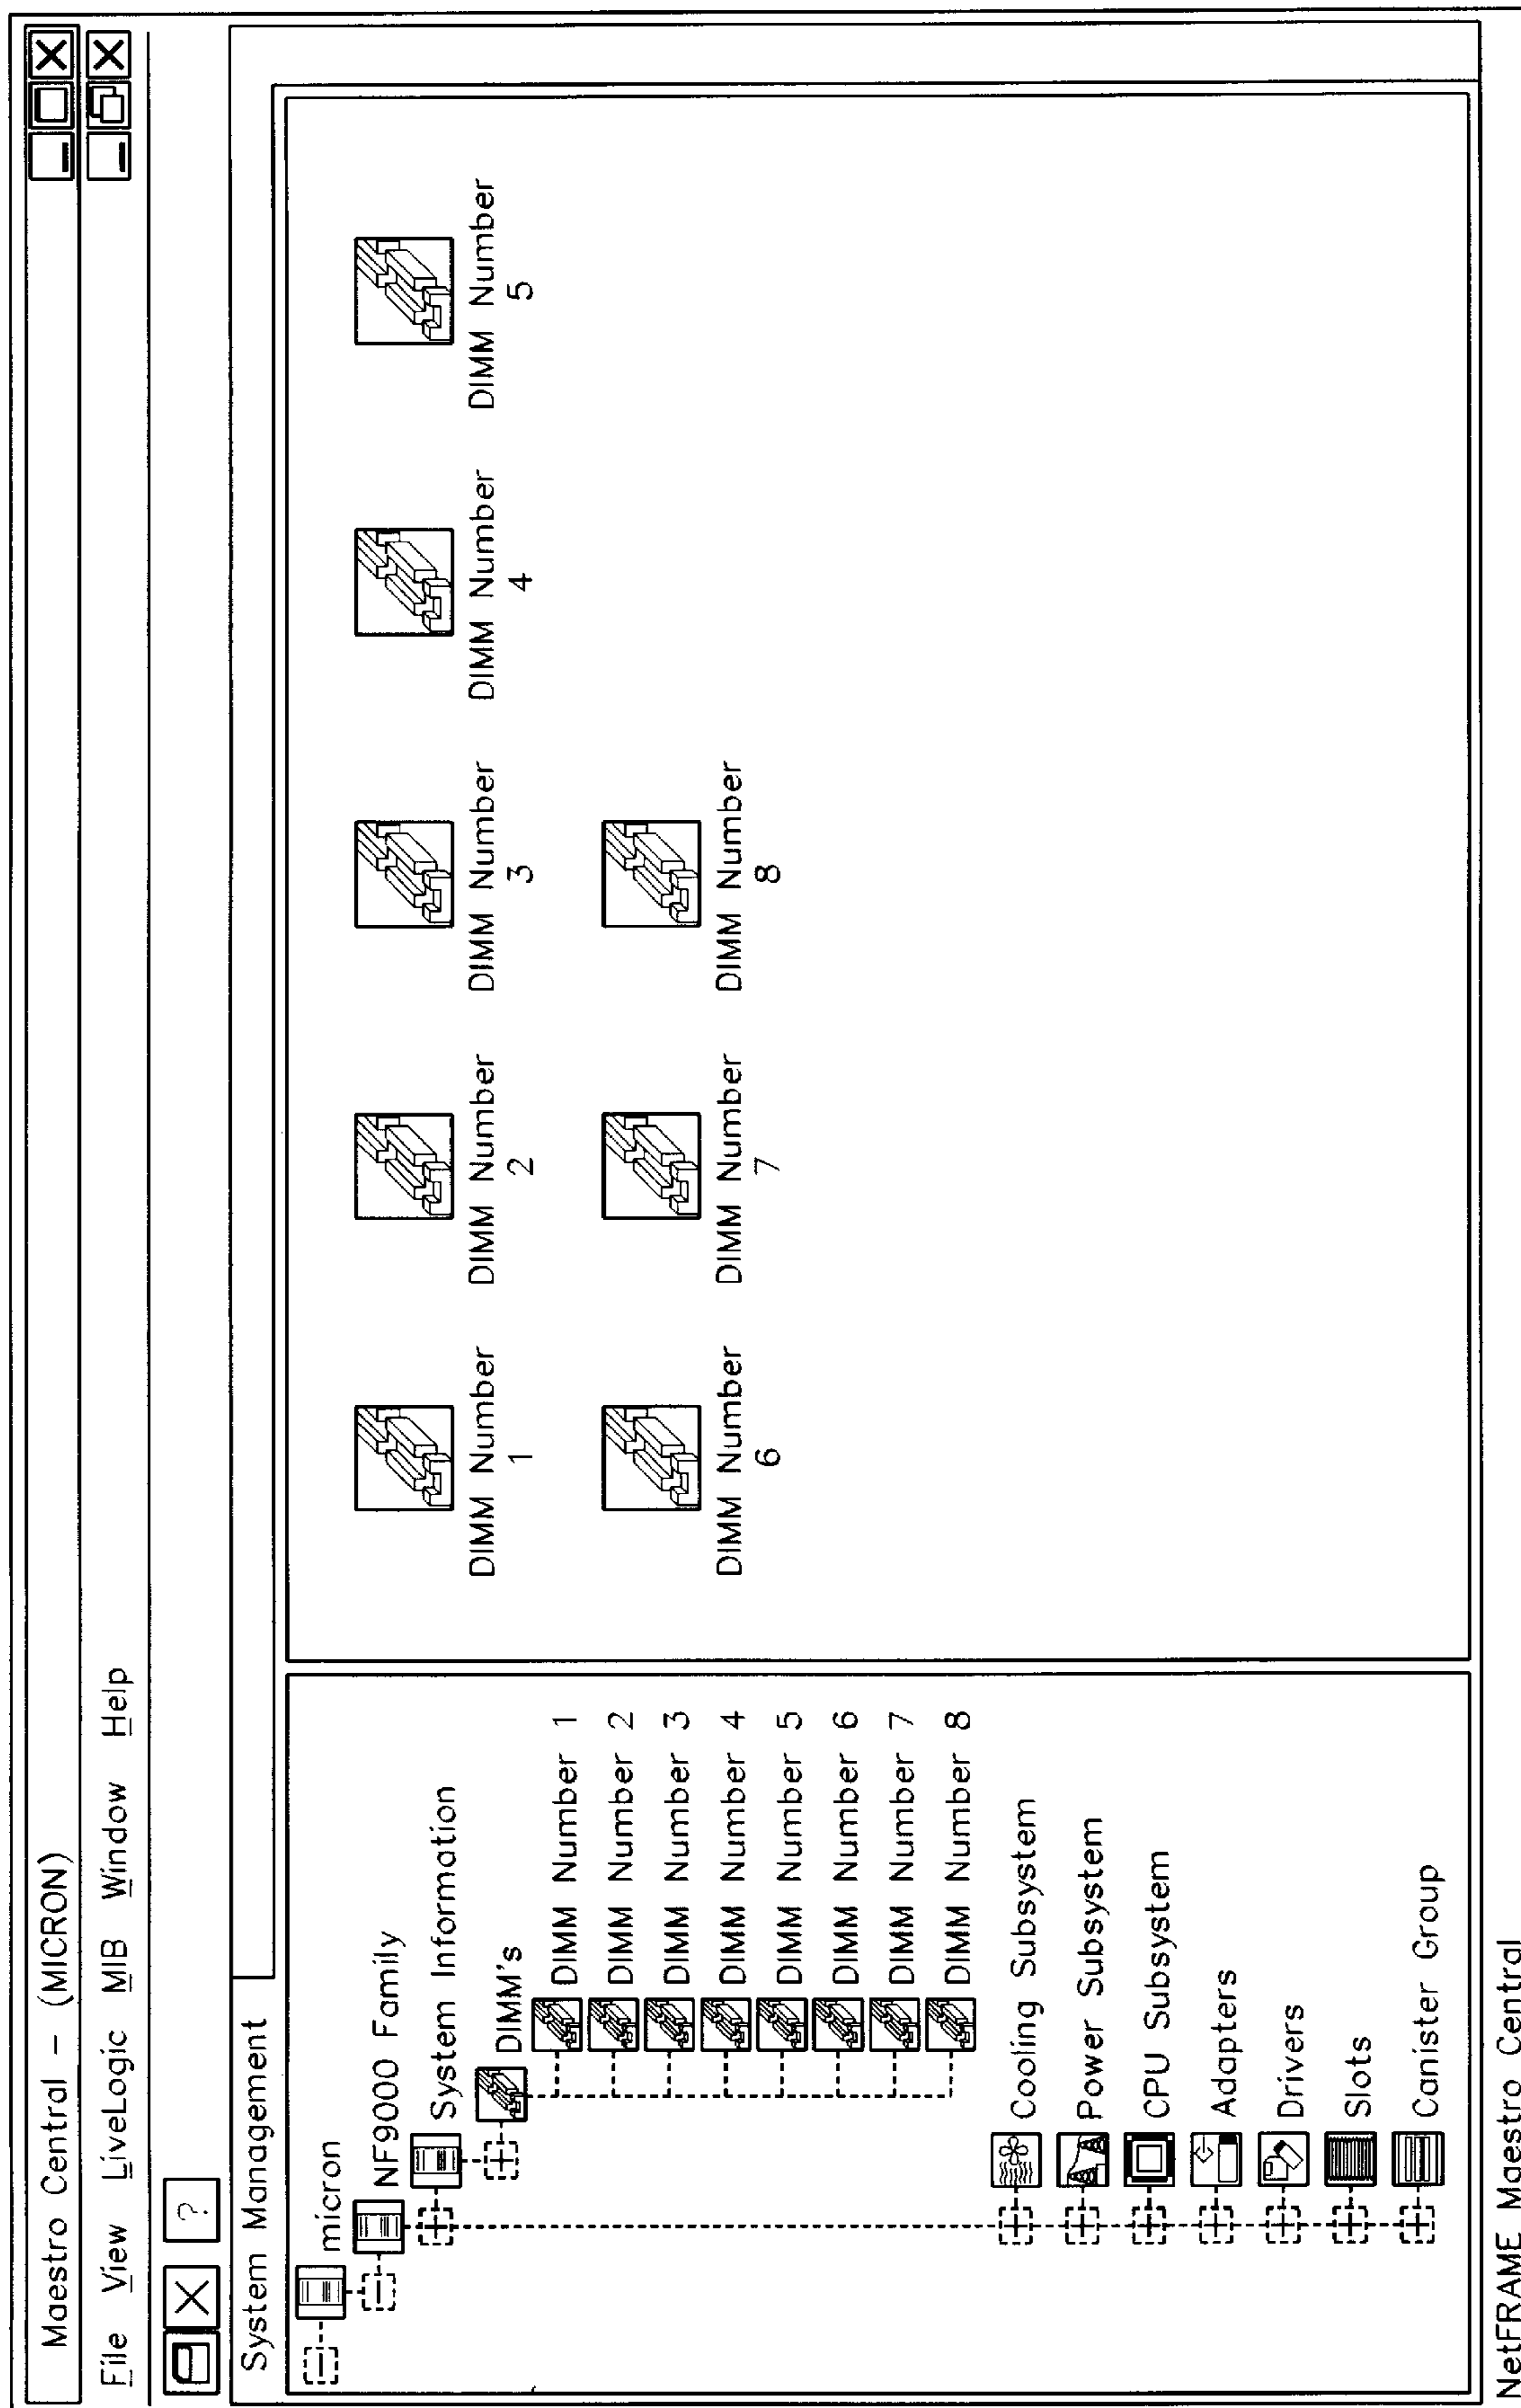 Maestro Central – (MICRON)
File View LiveLogic MIB Window Help
?
System Management
micron
NF9000 Family
System Information
DIMM's
DIMM Number 1
DIMM Number 2
DIMM Number 3
DIMM Number 4
DIMM Number 5
DIMM Number 6
DIMM Number 7
DIMM Number 8
Cooling Subsystem
Power Subsystem
CPU Subsystem
Adapters
Drivers
Slots
Canister Group
DIMM Number
1
DIMM Number
2
DIMM Number
3
DIMM Number
4
DIMM Number
5
DIMM Number
6
DIMM Number
7
DIMM Number
8
NetFRAME Maestro Central